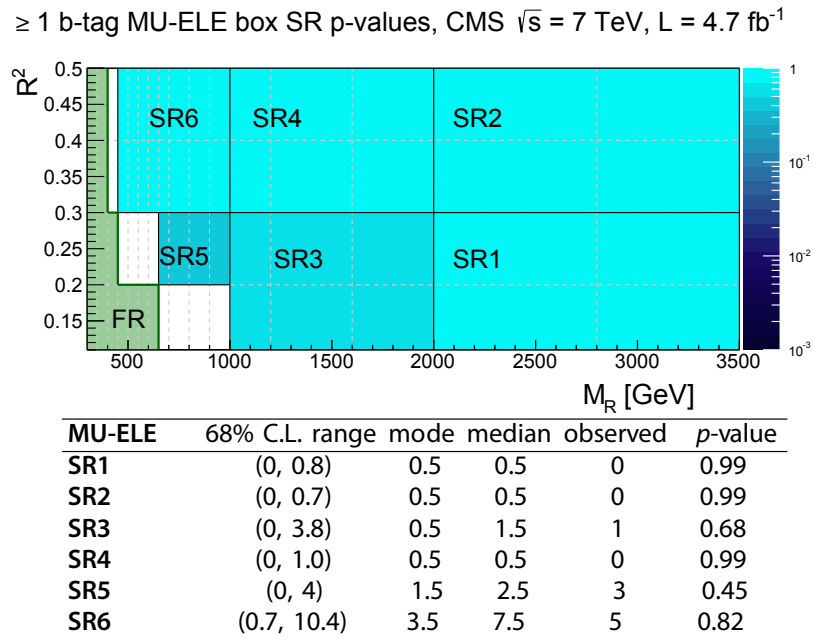 ≥ 1 b-tag MU-ELE box SR p-values, CMS √s = 7 TeV, L = 4.7 fb⁻¹
R²
0.5
0.45
0.4
0.35
0.3
0.25
0.2
0.15
SR6 SR4 SR2
SR5 SR3 SR1
FR
1
10⁻¹
10⁻²
10⁻³
500 1000 1500 2000 2500 3000 3500
M_R [GeV]
MU-ELE 68% C.L. range mode median observed p-value
SR1 (0, 0.8) 0.5 0.5 0 0.99
SR2 (0, 0.7) 0.5 0.5 0 0.99
SR3 (0, 3.8) 0.5 1.5 1 0.68
SR4 (0, 1.0) 0.5 0.5 0 0.99
SR5 (0, 4) 1.5 2.5 3 0.45
SR6 (0.7, 10.4) 3.5 7.5 5 0.82